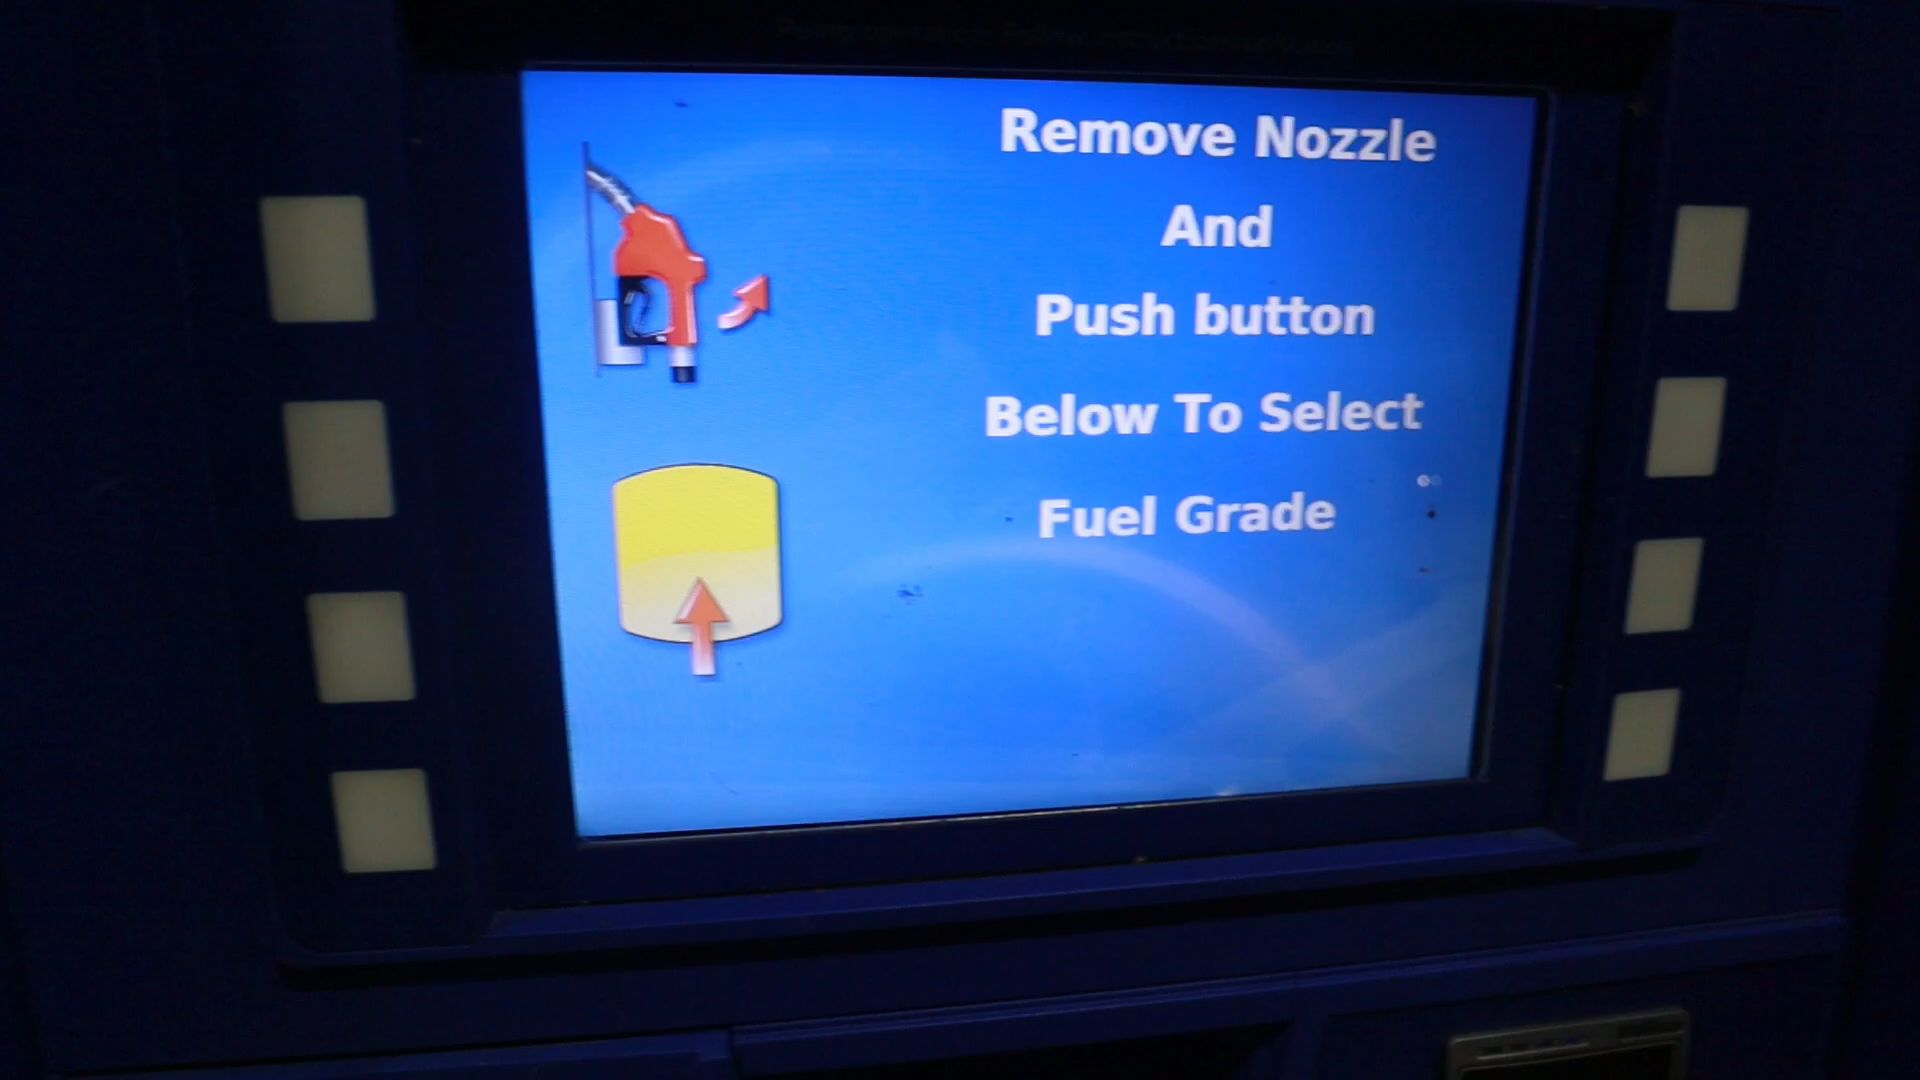 Remove Nozzle
And
Push button
Below To Select
Fuel Grade